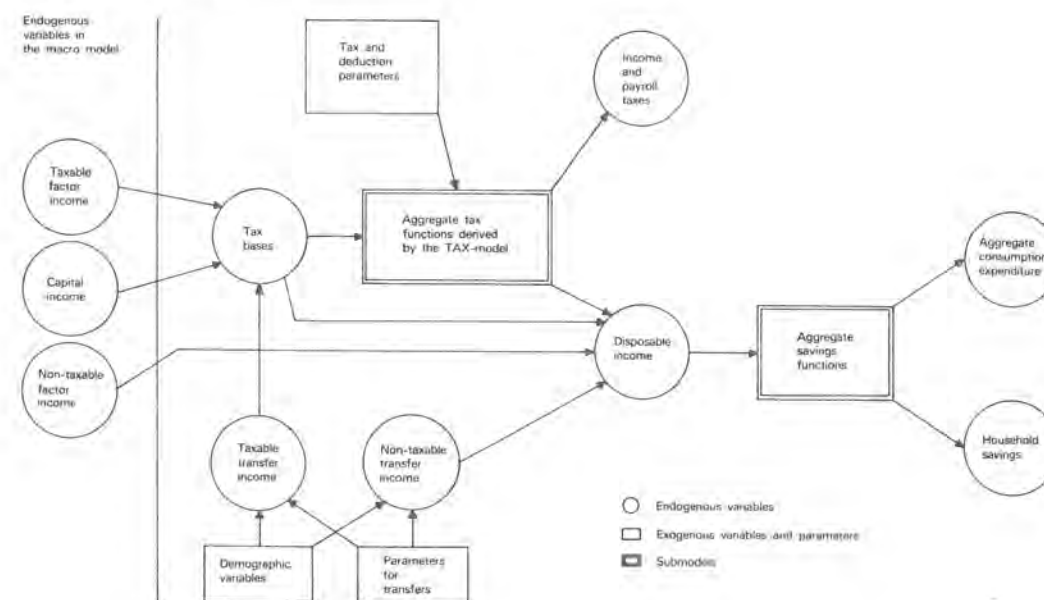 Endogenous
variables in
the macro model
Tax and
deduction
parameters
Income
and
payroll
taxes
Taxable
factor
income
Tax
bases
Aggregate tax
functions derived
by the TAX-model
Aggregate
consumption
expenditure
Capital
income
Disposable
income
Aggregate
savings
functions
Non-taxable
factor
income
Taxable
transfer
income
Non-taxable
transfer
income
Household
savings
Endogenous variables
Exogenous variables and parameters
Submodels
Demographic
variables
Parameters
for
transfers